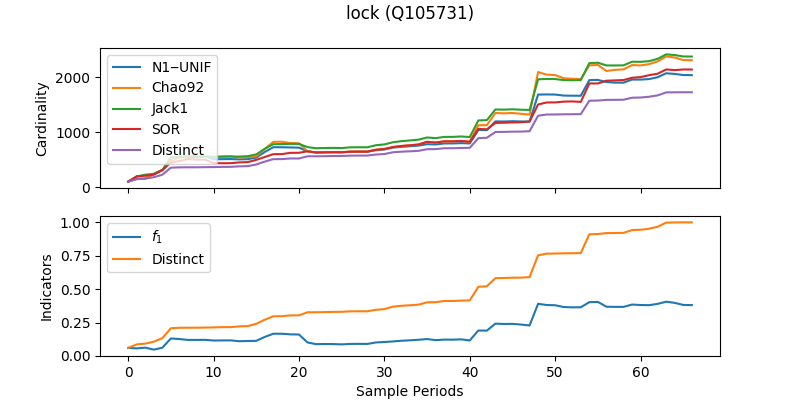 lock (Q105731)
Cardinality
2000
1000
0
N1−UNIF
Chao92
Jack1
SOR
Distinct
Indicators
1.00
0.75
0.50
0.25
0.00
f1
Distinct
0 10 20 30 40 50 60
Sample Periods